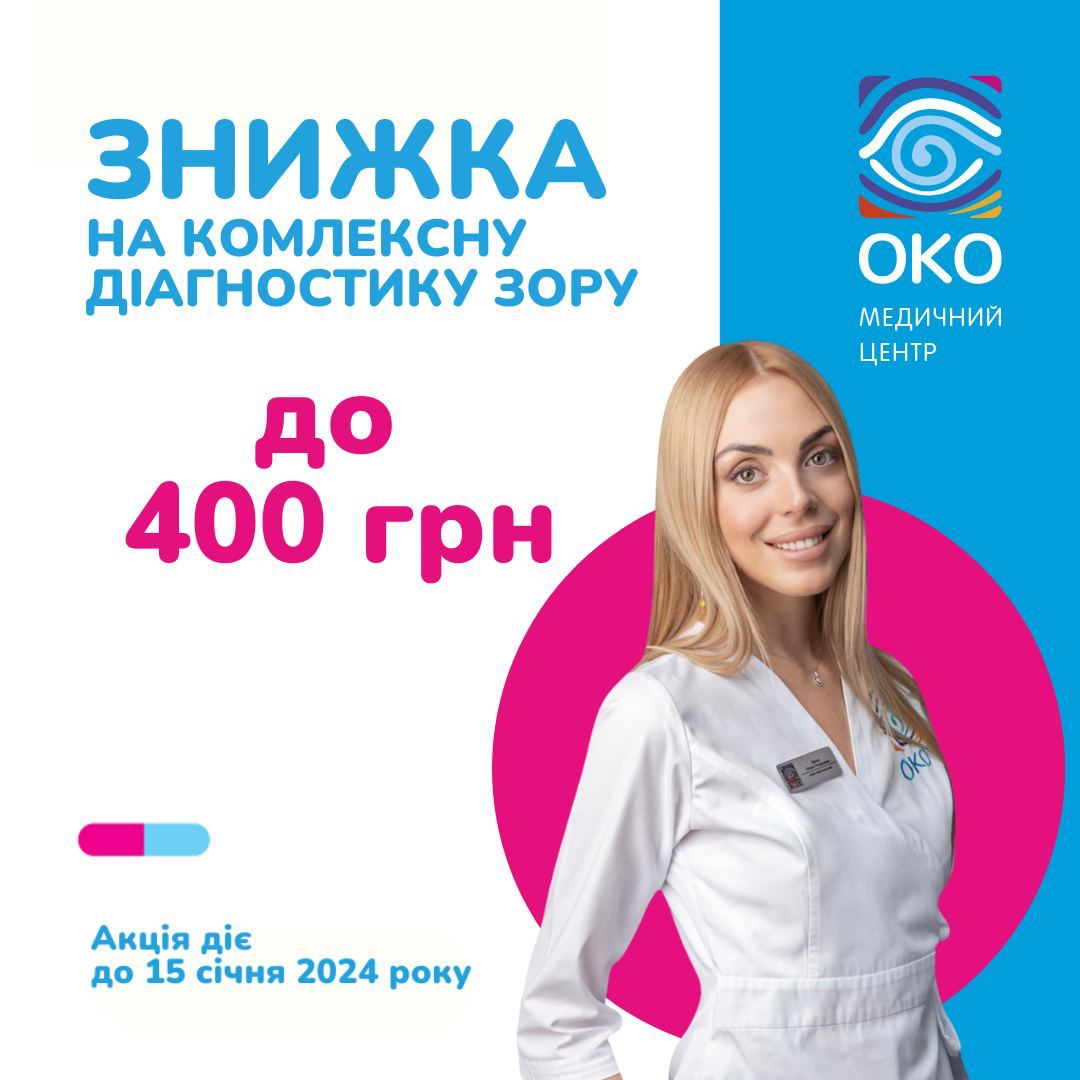 ЗНИЖКА
НА КОМЛЕКСНУ
ДІАГНОСТИКУ ЗОРУ
до
400 грн
Акція діє
до 15 січня 2024 року
ОКО
МЕДИЧНИЙ
ЦЕНТР
ОКО